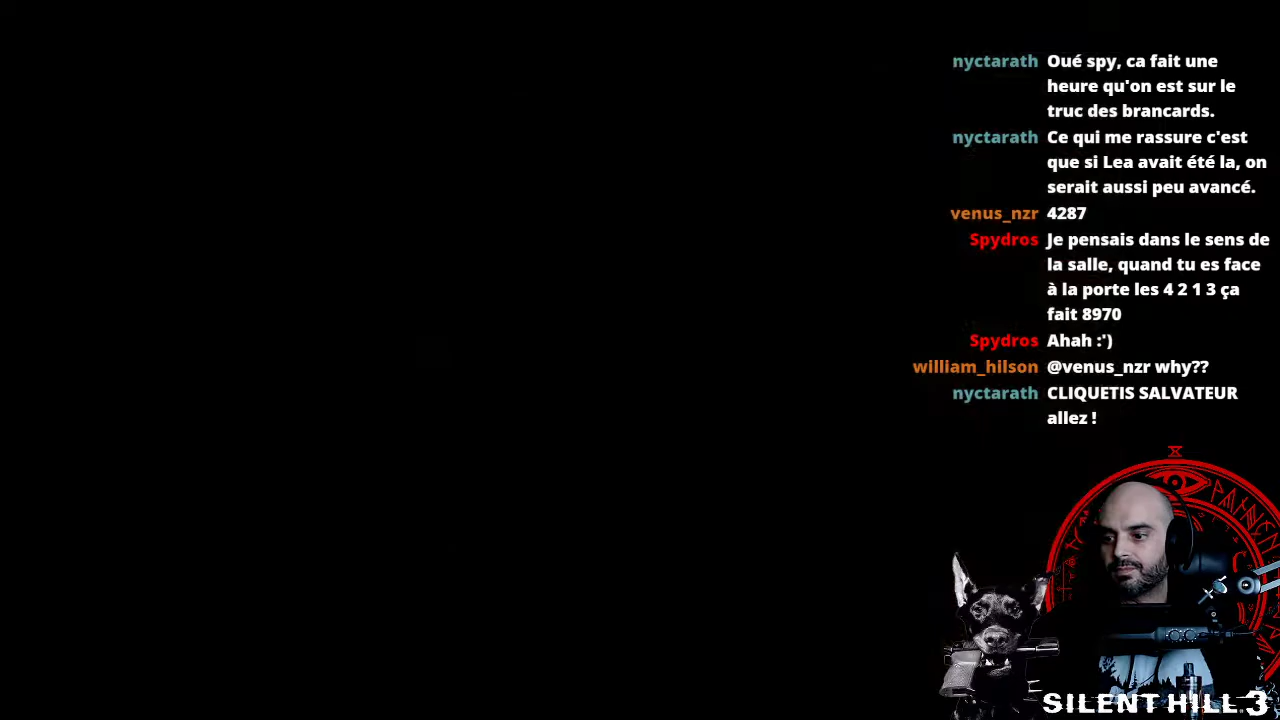 nyctarath Oué spy, ca fait une
heure qu'on est sur le
truc des brancards.
nyctarath Ce qui me rassure c'est
que si Lea avait été la, on
serait aussi peu avancé.
venus_nzr 4287
Spydros Je pensais dans le sens de
la salle, quand tu es face
à la porte les 4 2 1 3 ça
fait 8970
Spydros Ahah :')
william_hilson @venus_nzr why??
nyctarath CLIQUETIS SALVATEUR
allez !
SILENT HILL 3